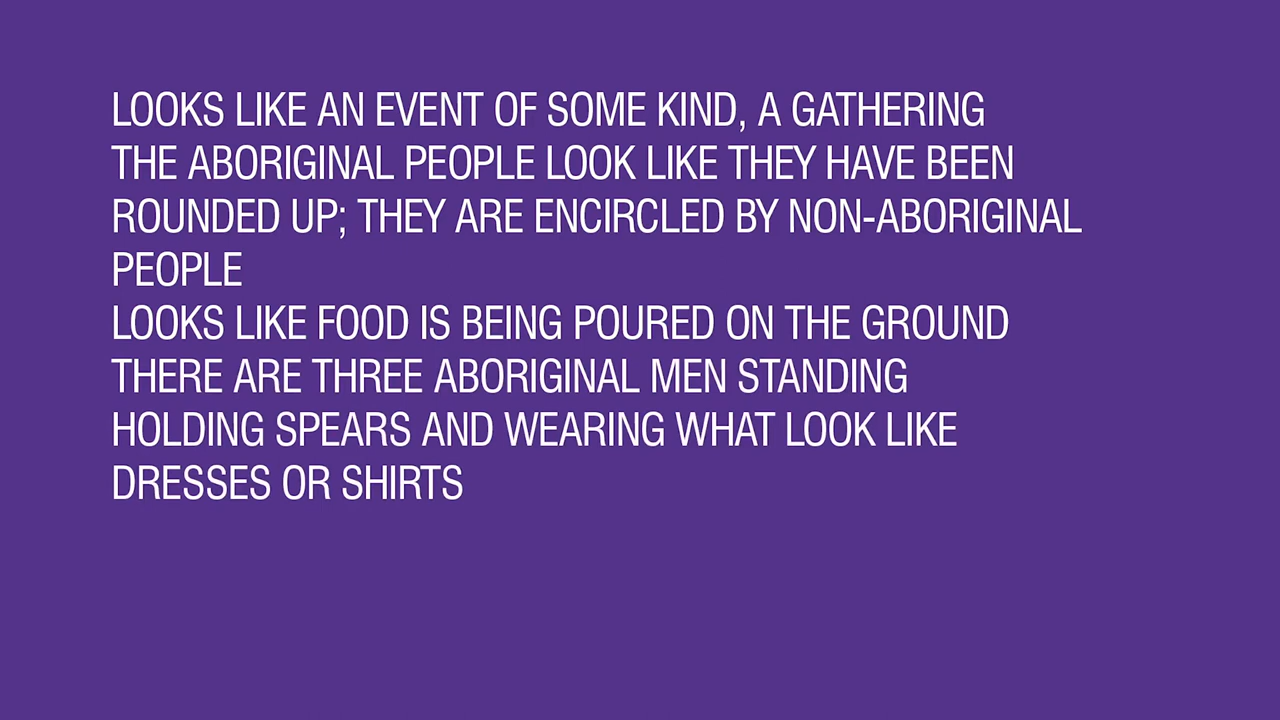 LOOKS LIKE AN EVENT OF SOME KIND, A GATHERING
THE ABORIGINAL PEOPLE LOOK LIKE THEY HAVE BEEN
ROUNDED UP; THEY ARE ENCIRCLED BY NON-ABORIGINAL
PEOPLE
LOOKS LIKE FOOD IS BEING POURED ON THE GROUND
THERE ARE THREE ABORIGINAL MEN STANDING
HOLDING SPEARS AND WEARING WHAT LOOK LIKE
DRESSES OR SHIRTS